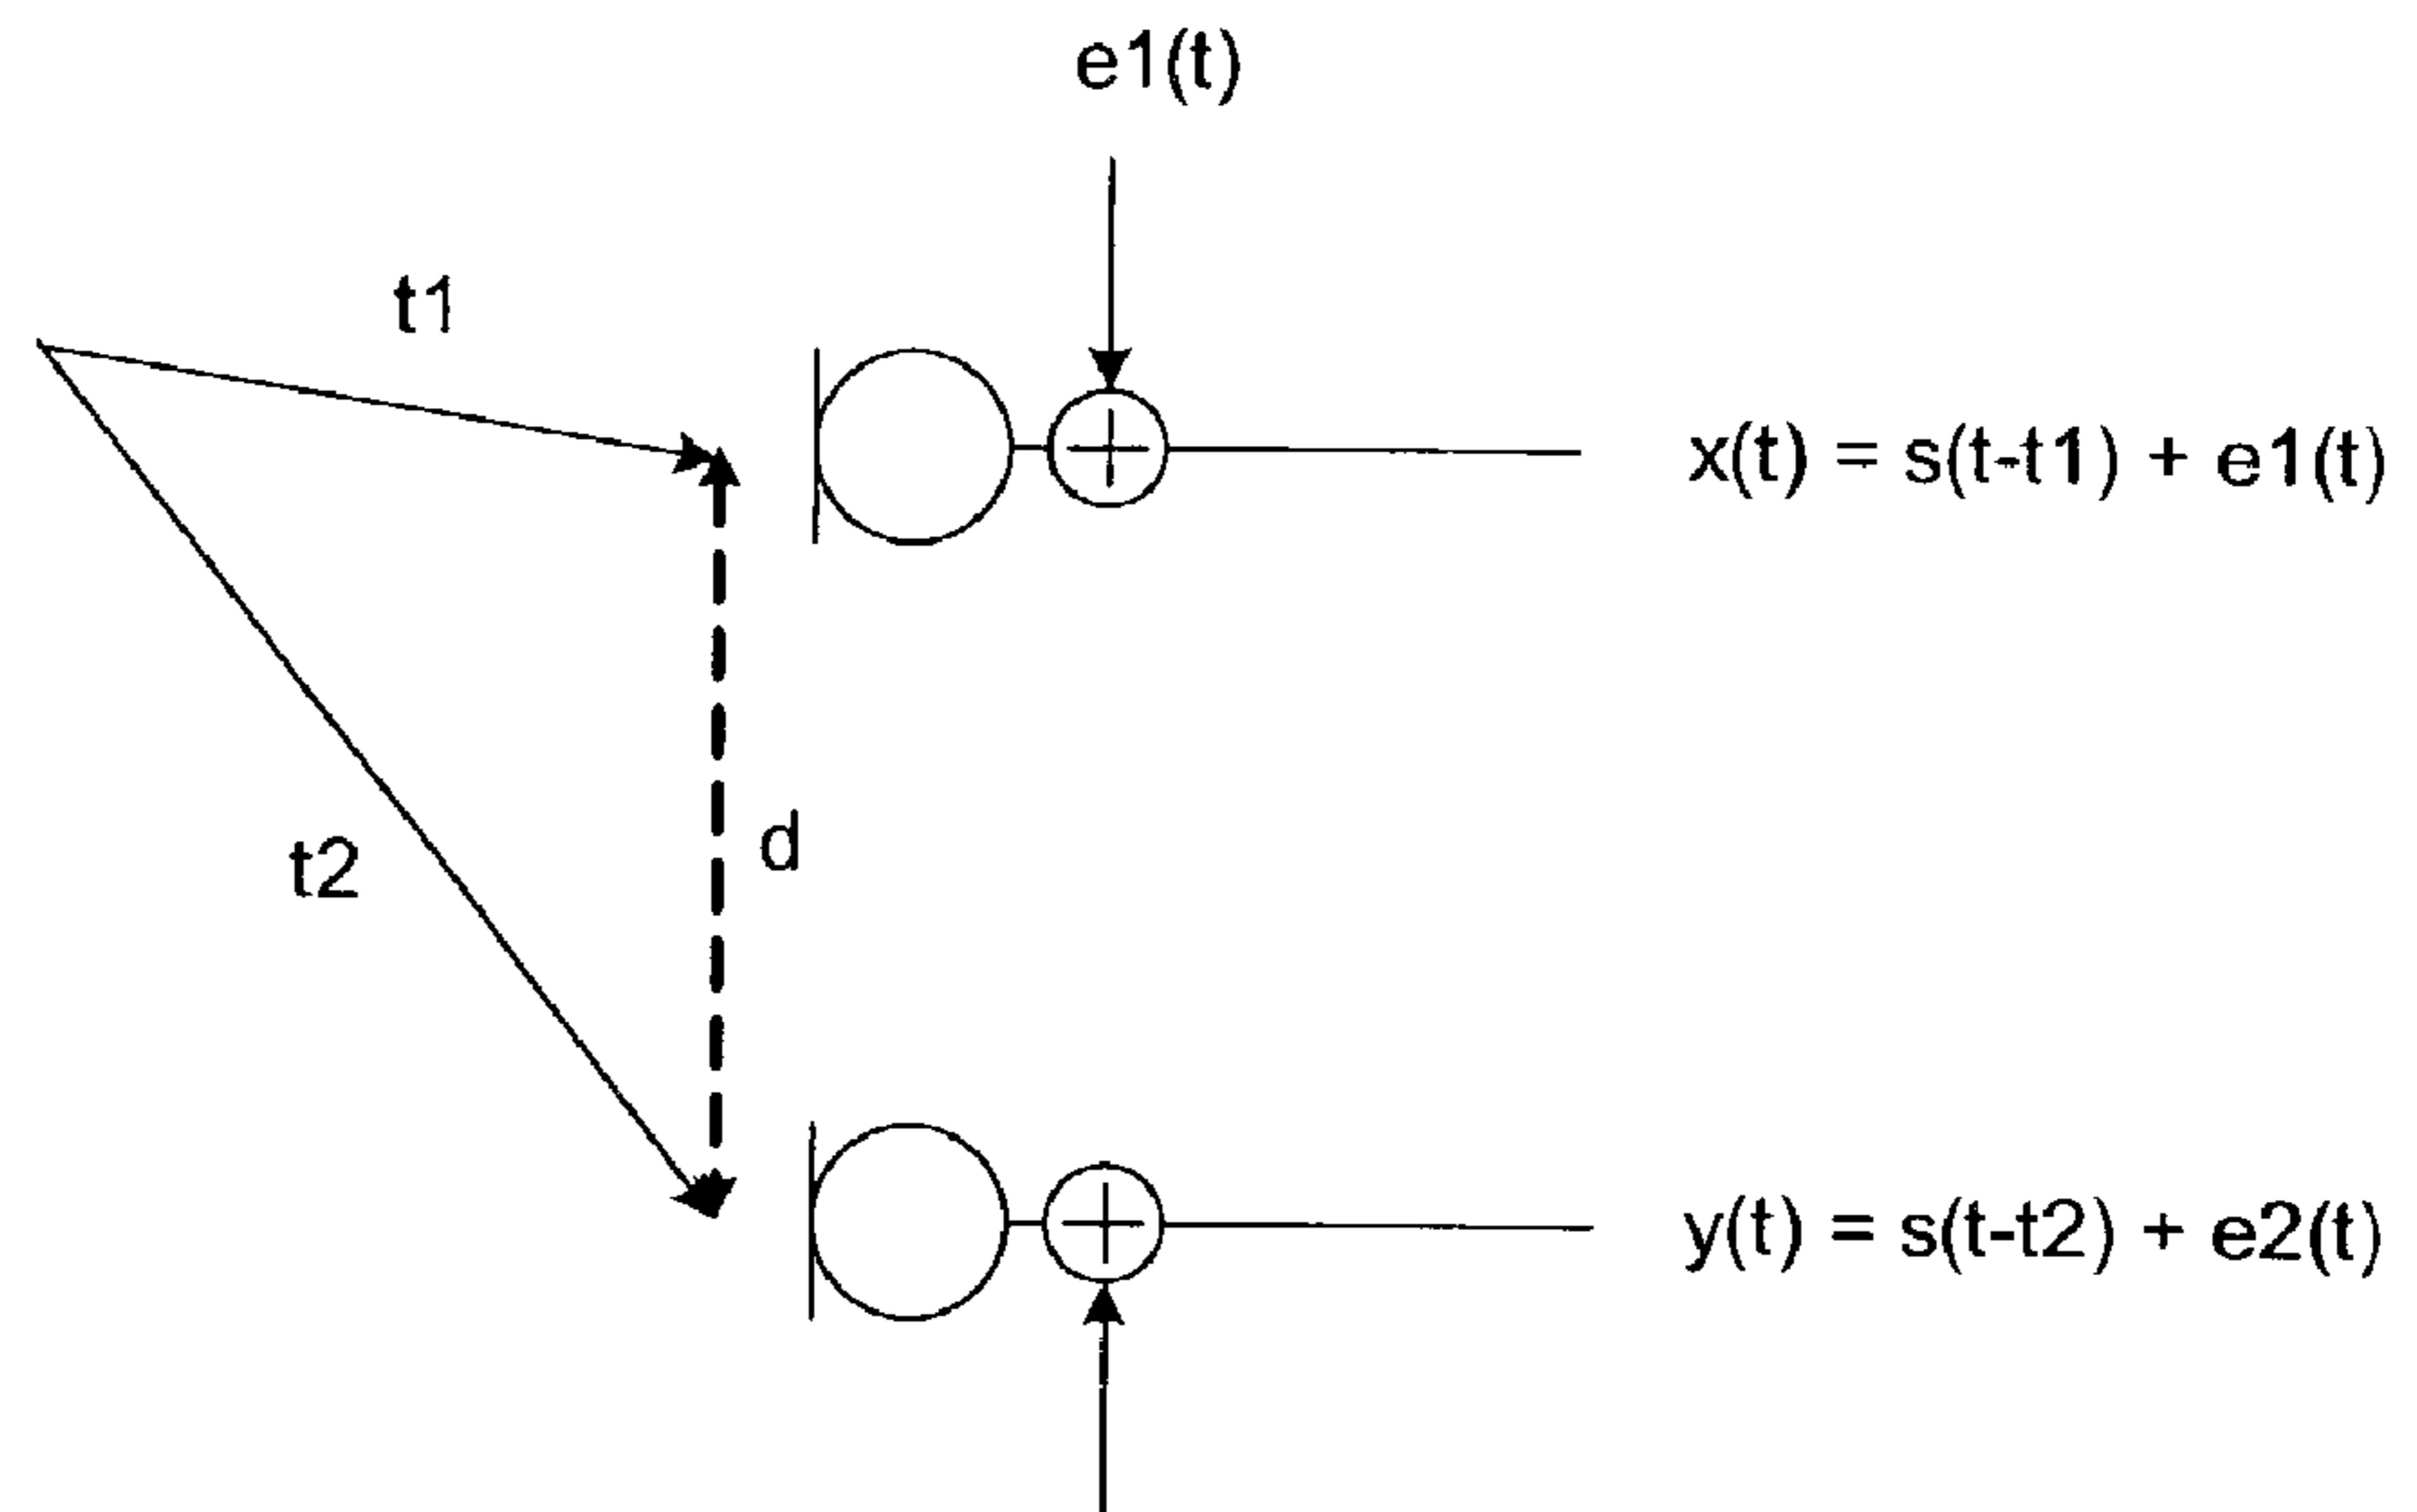 e1(t)
t1
x(t) = s(t-t1) + e1(t)
d
t2
y(t) = s(t-t2) + e2(t)